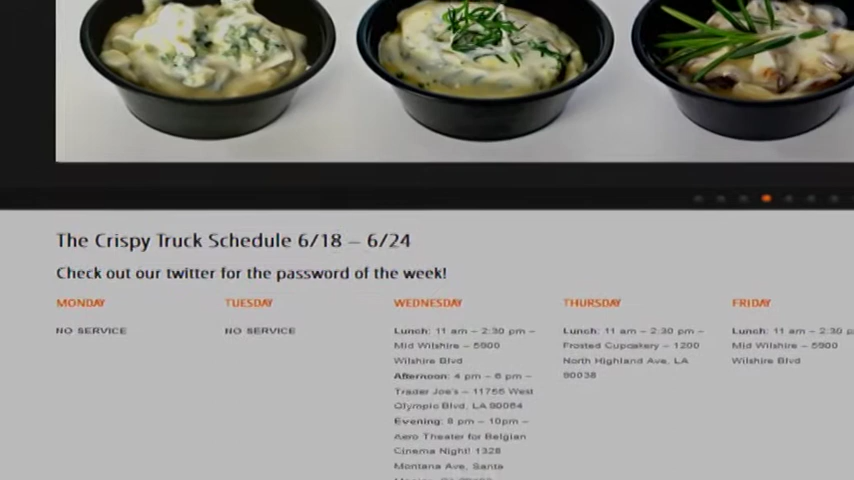 The Crispy Truck Schedule 6/18 – 6/24
Check out our twitter for the password of the week!
MONDAY
NO SERVICE
TUESDAY
NO SERVICE
WEDNESDAY
Lunch: 11 am – 2:30 pm –
Mid Wilshire – 5900
Wilshire Blvd
Afternoon: 4 pm – 6 pm –
Trader Joe's – 11755 West
Olympic Blvd, LA 90064
Evening: 8 pm – 10pm –
Aero Theater for Belgian
Cinema Night! 1328
Montana Ave, Santa
THURSDAY
Lunch: 11 am – 2:30 pm –
Frosted Cupcakery – 1200
North Highland Ave, LA
90038
FRIDAY
Lunch: 11 am – 2:30 p
Mid Wilshire – 5900
Wilshire Blvd